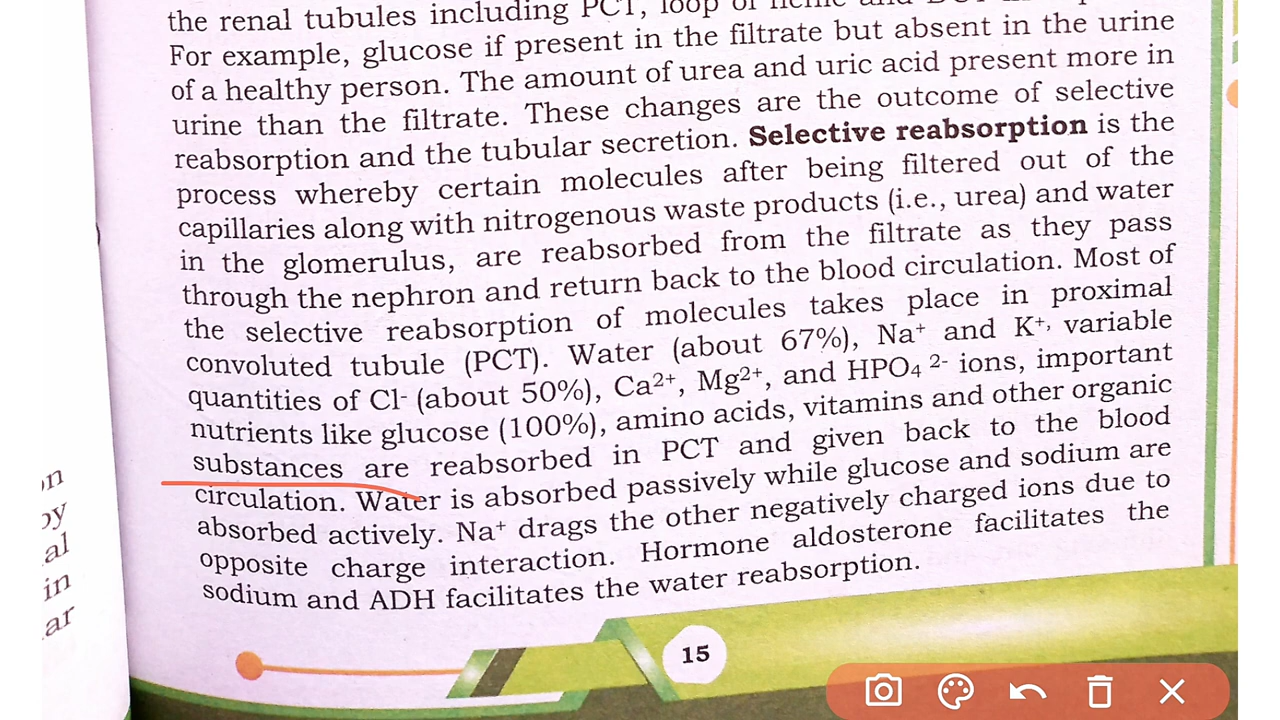 the renal tubules including PCT, loop of
For example, glucose if present in the filtrate but absent in the urine
of a healthy person. The amount of urea and uric acid present more in
urine than the filtrate. These changes are the outcome of selective
reabsorption and the tubular secretion. Selective reabsorption is the
process whereby certain molecules after being filtered out of the
capillaries along with nitrogenous waste products (i.e., urea) and water
in the glomerulus, are reabsorbed from the filtrate as they pass
through the nephron and return back to the blood circulation. Most of
the selective reabsorption of molecules takes place in proximal
convoluted tubule (PCT). Water (about 67%), Na⁺ and K⁺, variable
quantities of Cl⁻ (about 50%), Ca²⁺, Mg²⁺, and HPO₄ ²⁻ ions, important
nutrients like glucose (100%), amino acids, vitamins and other organic
substances are reabsorbed in PCT and given back to the blood
circulation. Water is absorbed passively while glucose and sodium are
absorbed actively. Na⁺ drags the other negatively charged ions due to
opposite charge interaction. Hormone aldosterone facilitates the
sodium and ADH facilitates the water reabsorption.
15
on
by
al
in
ar